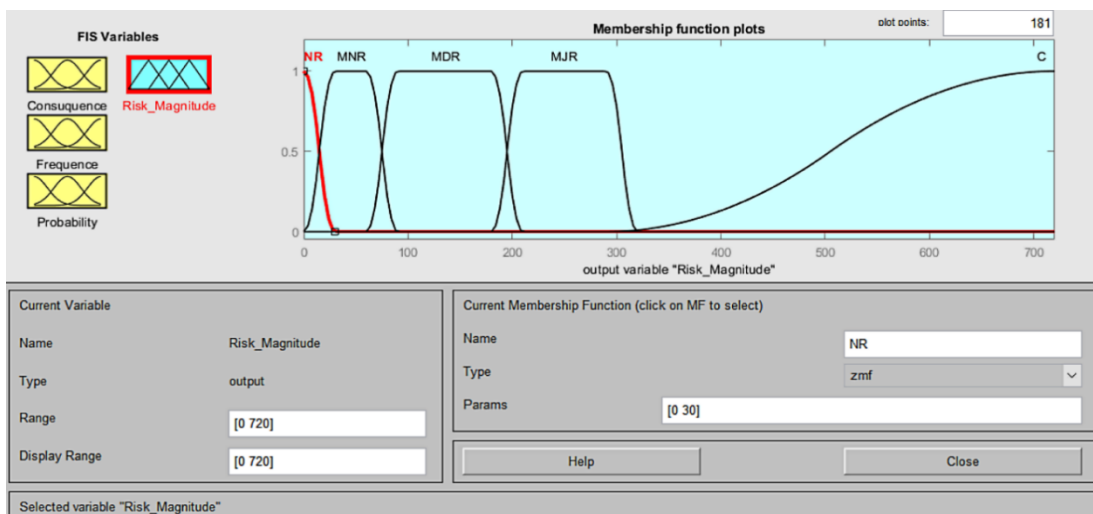 FIS Variables
Membership function plots
plot points:
181
Consuquence
Risk_Magnitude
Frequence
Probability
NR
MNR
MDR
MJR
C
1
0.5
0
0
100
200
300
400
500
600
700
output variable "Risk_Magnitude"
Current Variable
Name
Risk_Magnitude
Type
output
Range
[0 720]
Display Range
[0 720]
Current Membership Function (click on MF to select)
Name
NR
Type
zmf
Params
[0 30]
Help
Close
Selected variable "Risk_Magnitude"